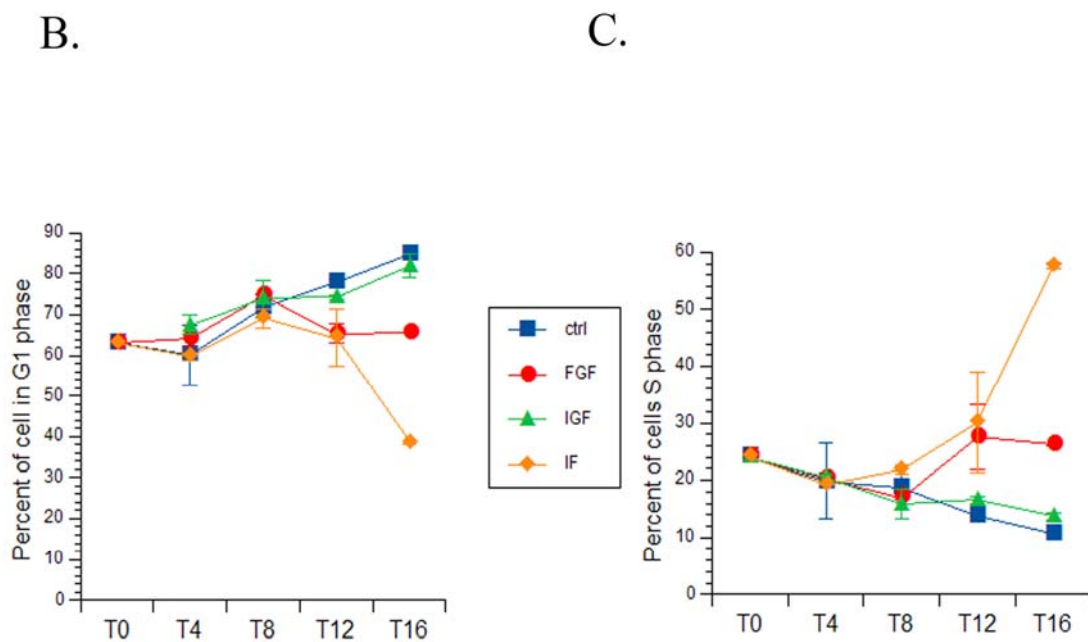 B.
C.
Percent of cell in G1 phase
90
80
70
60
50
40
30
20
10
0
T0 T4 T8 T12 T16
ctrl
FGF
IGF
IF
Percent of cells S phase
60
50
40
30
20
10
0
T0 T4 T8 T12 T16